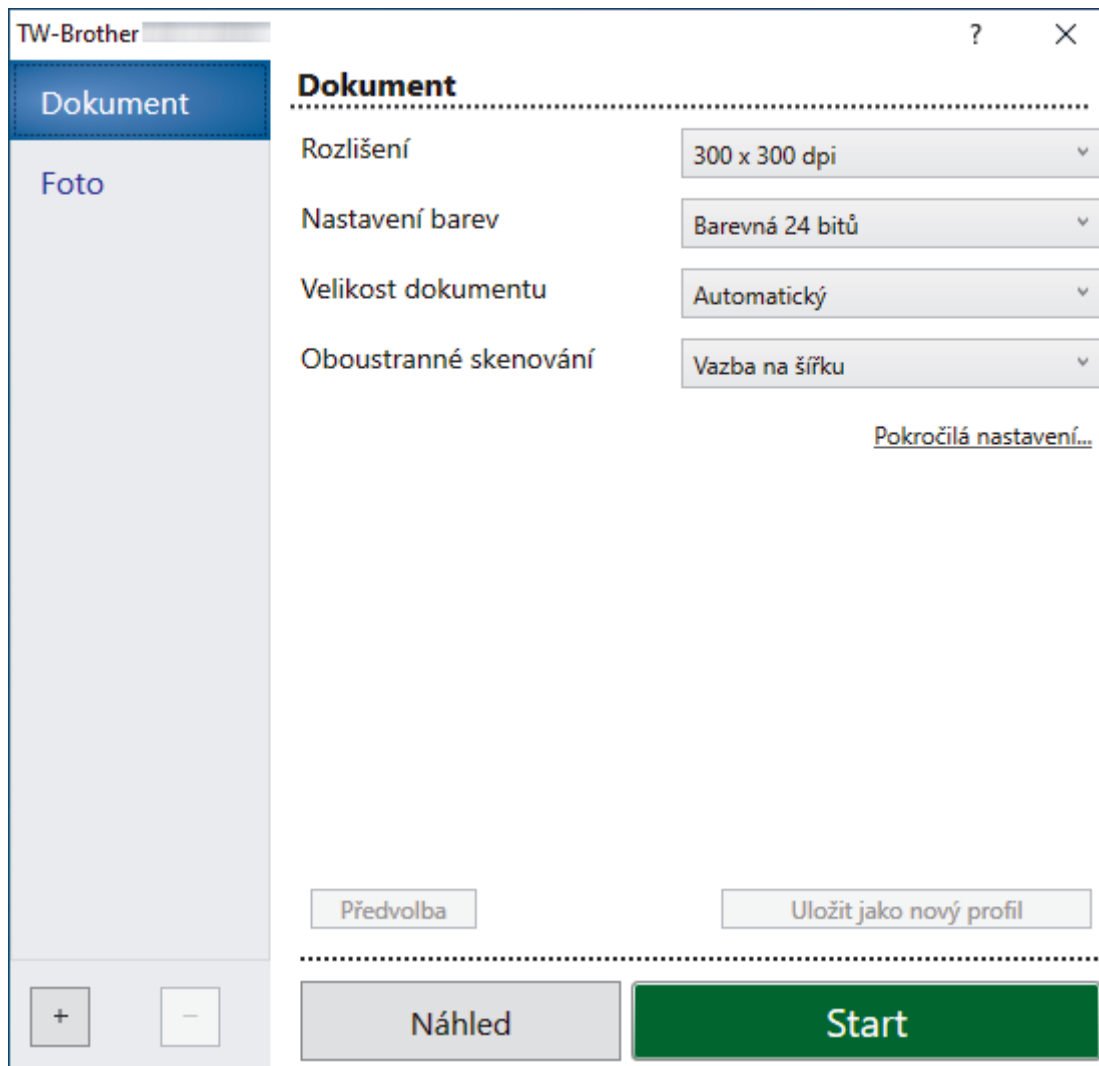 TW-Brother
?
Dokument
Foto
Dokument
Rozlišení
300 x 300 dpi
Nastavení barev
Barevná 24 bitů
Velikost dokumentu
Automatický
Oboustranné skenování
Vazba na šířku
Pokročilá nastavení...
Předvolba
Uložit jako nový profil
+
−
Náhled
Start